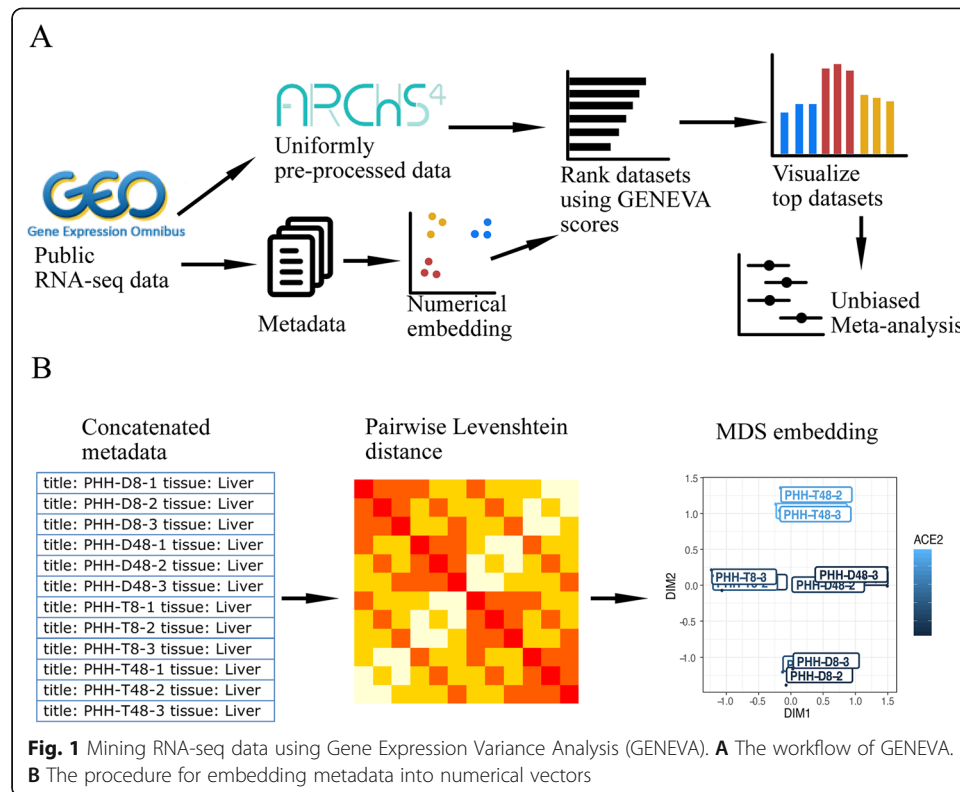 A
ARChS4
Uniformly
pre-processed data
GEO
Gene Expression Omnibus
Public
RNA-seq data
Metadata
Numerical
embedding
Rank datasets
using GENEVA
scores
Visualize
top datasets
Unbiased
Meta-analysis
B
Concatenated
metadata
title: PHH-D8-1 tissue: Liver
title: PHH-D8-2 tissue: Liver
title: PHH-D8-3 tissue: Liver
title: PHH-D48-1 tissue: Liver
title: PHH-D48-2 tissue: Liver
title: PHH-D48-3 tissue: Liver
title: PHH-T8-1 tissue: Liver
title: PHH-T8-2 tissue: Liver
title: PHH-T8-3 tissue: Liver
title: PHH-T48-1 tissue: Liver
title: PHH-T48-2 tissue: Liver
title: PHH-T48-3 tissue: Liver
Pairwise Levenshtein
distance
MDS embedding
1.5
1.0
0.5
0.0
-0.5
-1.0
DIM2
PHH-T48-2
PHH-T48-3
PHH-T8-3
PHH-D48-3
PHH-D48-2
PHH-D8-3
PHH-D8-2
-1.0 -0.5 0.0 0.5 1.0 1.5
DIM1
ACE2
Fig. 1 Mining RNA-seq data using Gene Expression Variance Analysis (GENEVA). A The workflow of GENEVA.
B The procedure for embedding metadata into numerical vectors